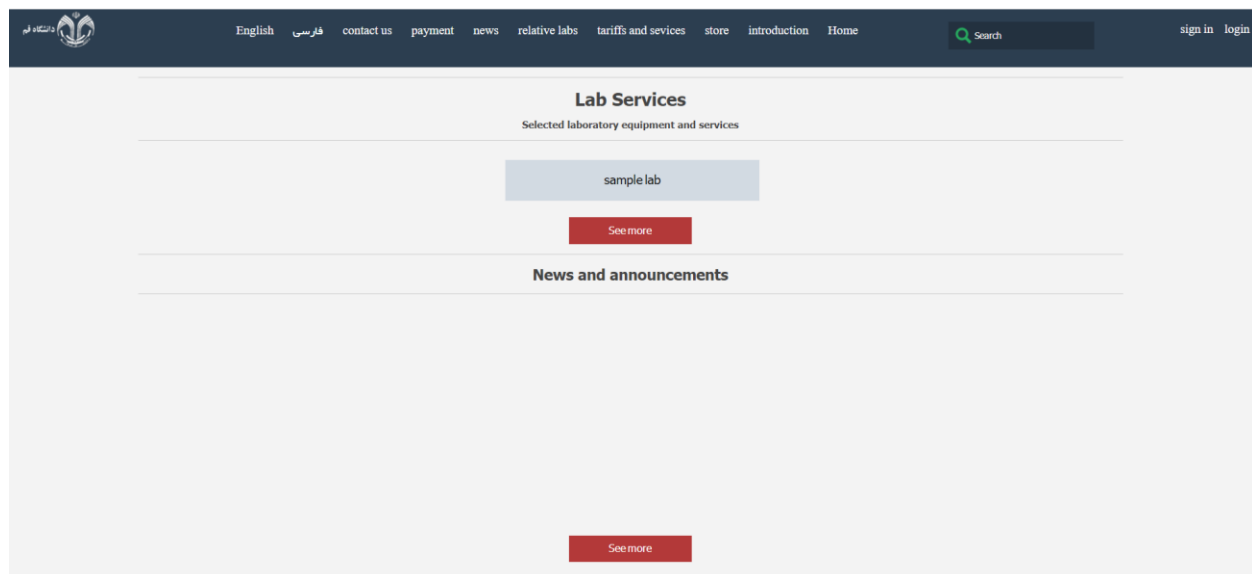 دانشگاه قم
English فارسی contact us payment news relative labs tariffs and sevices store introduction Home Search sign in login
Lab Services
Selected laboratory equipment and services
sample lab
See more
News and announcements
See more